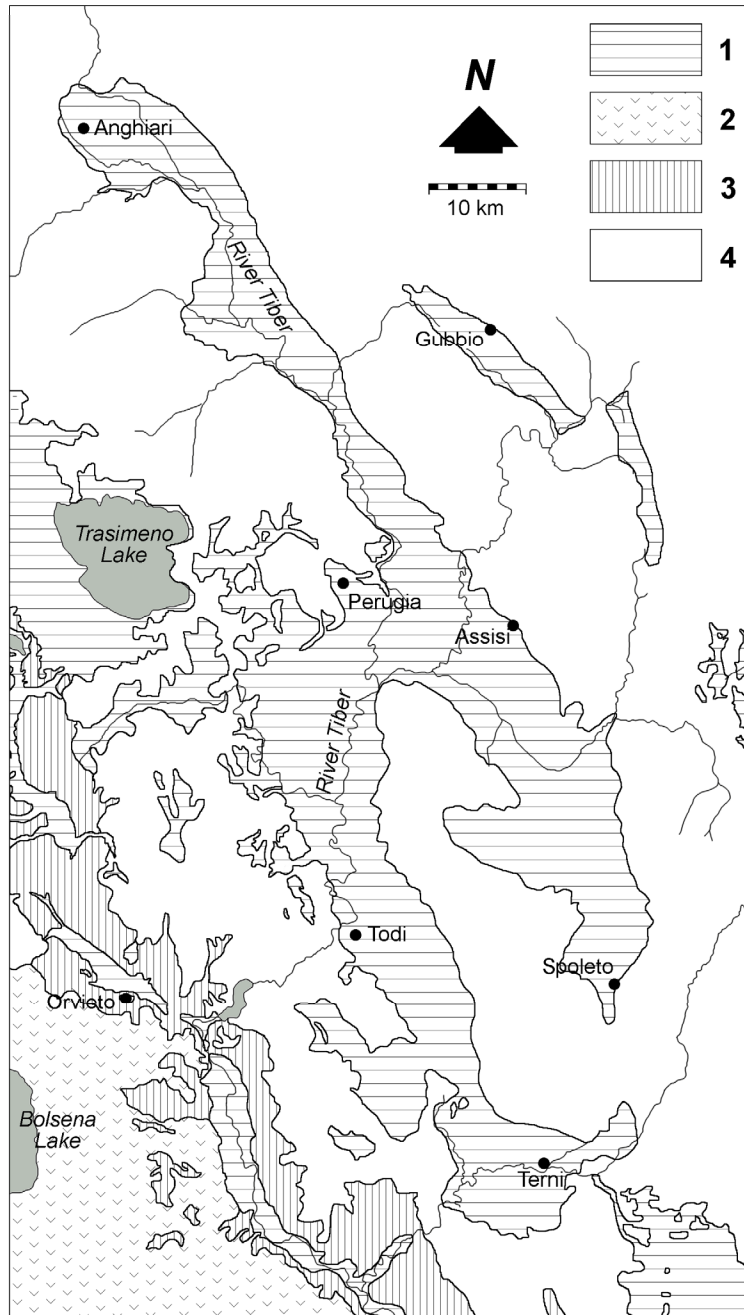 1
N
2
Anghiari
3
10 km
4
River Tiber
Gubbio
Trasimeno
Lake
Perugia
Assisi
River Tiber
Todi
Spoleto
Orvieto
Bolsena
Lake
Terni